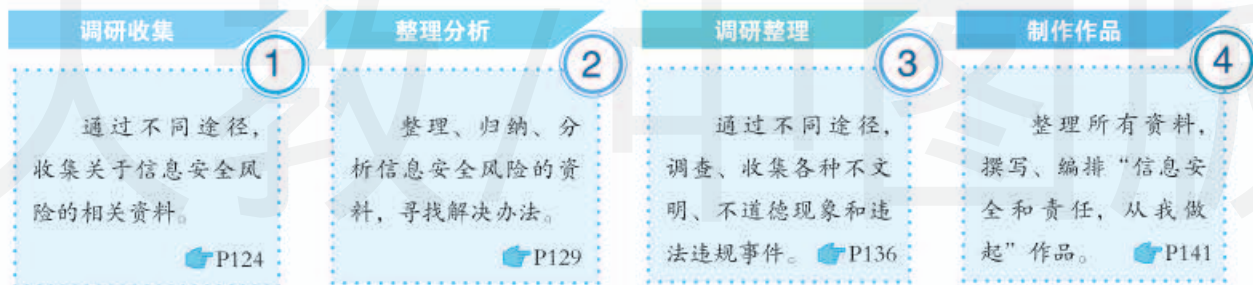 调研收集
1
通过不同途径，
收集关于信息安全风
险的相关资料。
P124
整理分析
2
整理、归纳、分
析信息安全风险的资
料，寻找解决办法。
P129
调研整理
3
通过不同途径，
调查、收集各种不文
明、不道德现象和违
法违规事件。 P136
制作作品
4
整理所有资料，
撰写、编排“信息安
全和责任，从我做
起”作品。 P141